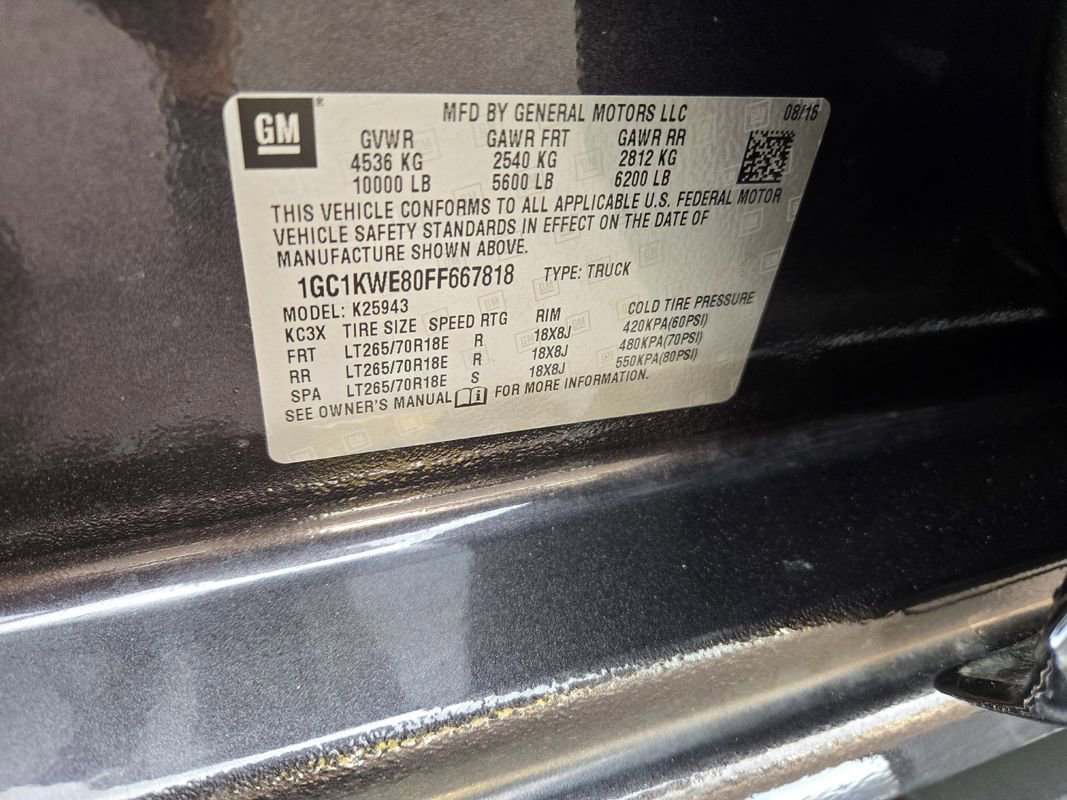 GM
MFD BY GENERAL MOTORS LLC 08/15
GVWR GAWR FRT GAWR RR
4536 KG 2540 KG 2812 KG
10000 LB 5600 LB 6200 LB
THIS VEHICLE CONFORMS TO ALL APPLICABLE U.S. FEDERAL MOTOR
VEHICLE SAFETY STANDARDS IN EFFECT ON THE DATE OF
MANUFACTURE SHOWN ABOVE.
1GC1KWE80FF667818 TYPE: TRUCK
MODEL: K25943
KC3X TIRE SIZE SPEED RTG RIM COLD TIRE PRESSURE
FRT LT265/70R18E R 18X8J 420KPA(60PSI)
RR LT265/70R18E R 18X8J 480KPA(70PSI)
SPA LT265/70R18E S 18X8J 550KPA(80PSI)
SEE OWNER'S MANUAL FOR MORE INFORMATION.